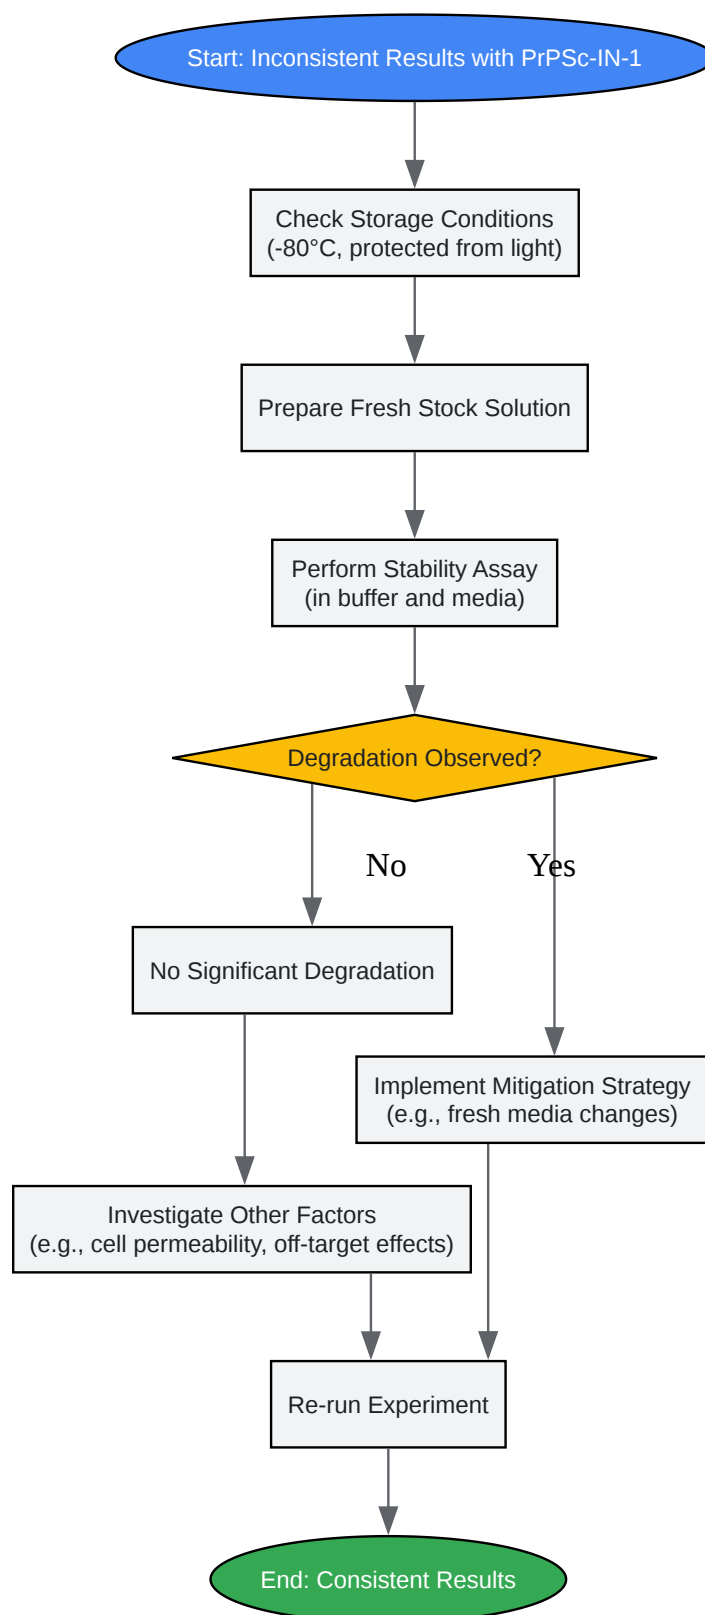 Start: Inconsistent Results with PrPSc-IN-1
Check Storage Conditions
(-80°C, protected from light)
Prepare Fresh Stock Solution
Perform Stability Assay
(in buffer and media)
Degradation Observed?
No
Yes
No Significant Degradation
Implement Mitigation Strategy
(e.g., fresh media changes)
Investigate Other Factors
(e.g., cell permeability, off-target effects)
Re-run Experiment
End: Consistent Results